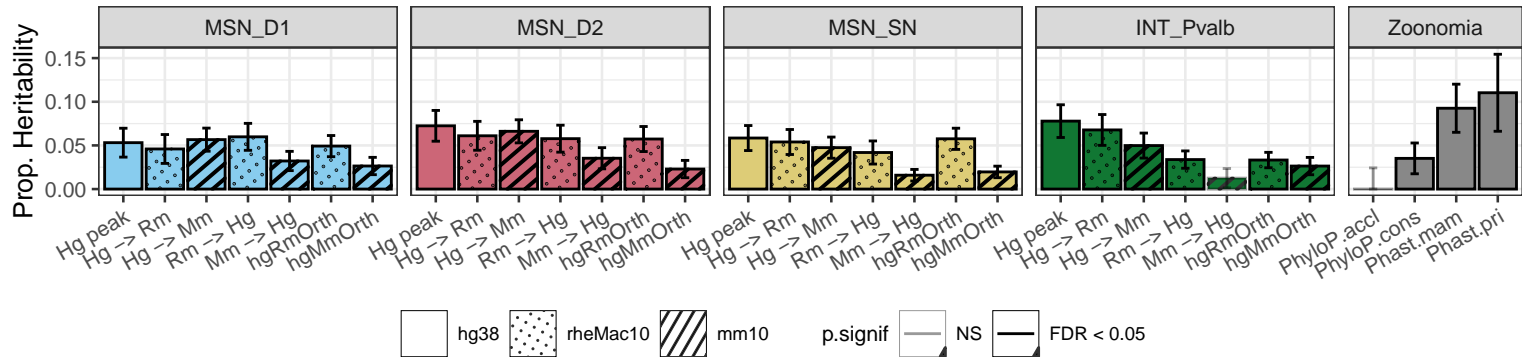 MSN_D1 MSN_D2 MSN_SN INT_Pvalb Zoonomia
Prop. Heritability
0.15
0.10
0.05
0.00
Hg peak Hg −> Rm Hg −> Mm Rm −> Hg Mm −> Hg hgRmOrth hgMmOrth Hg peak Hg −> Rm Hg −> Mm Rm −> Hg Mm −> Hg hgRmOrth hgMmOrth Hg peak Hg −> Rm Hg −> Mm Rm −> Hg Mm −> Hg hgRmOrth hgMmOrth Hg peak Hg −> Rm Hg −> Mm Rm −> Hg Mm −> Hg hgRmOrth hgMmOrth PhyloP.accl PhyloP.cons Phast.mam Phast.pri
hg38 rheMac10 mm10 p.signif NS FDR < 0.05